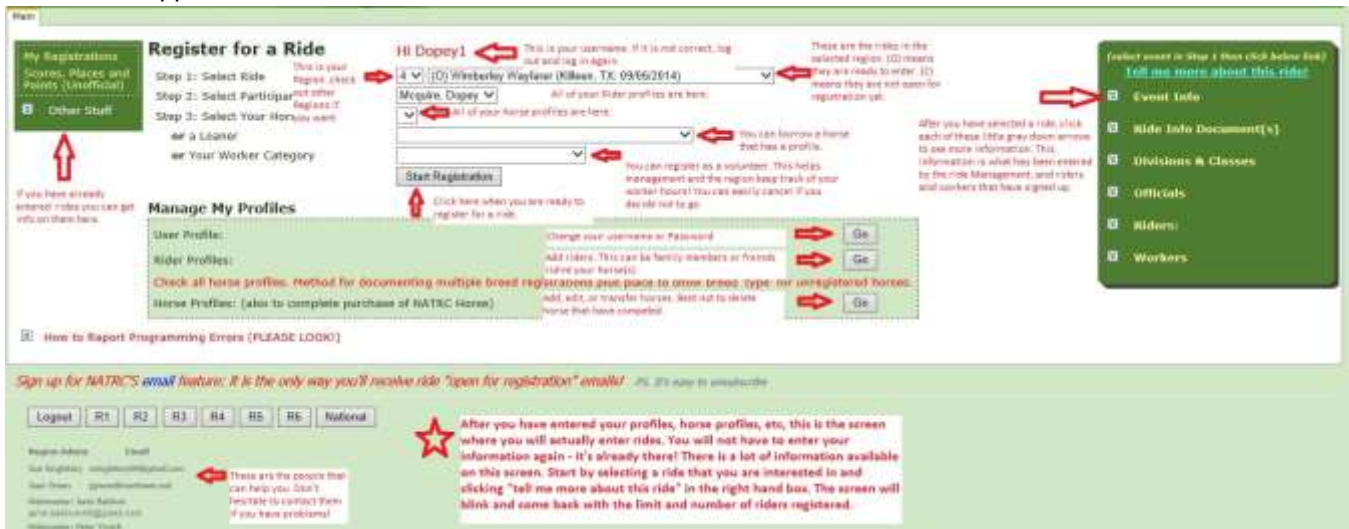 Main
My Registrations
Scores, Places and
Points (Unofficial)
Other Stuff
If you have already
entered rides you can get
info on them here.
Register for a Ride
Hi Dopey1
This is your username. If it is not correct, log
out and log in again
These are the rides in the
selected region. (O) means
they are ready to enter. (C)
means they are not open for
registration yet.
Step 1: Select Ride
This is your
Region, check
out other
Regions if
you want
4
(O) Wimberley Wayfarer (Killeen, TX: 09/06/2014)
Step 2: Select Participant
Mcquire, Dopey
All of your Rider profiles are here.
Step 3: Select Your Horse
All of your horse profiles are here.
or a Loaner
You can borrow a horse
that has a profile.
or Your Worker Category
You can register as a volunteer. This helps
management and the region keep track of your
worker hours! You can easily cancel if you
decide not to go.
Start Registration
Click here when you are ready to
register for a ride.
Manage My Profiles
User Profile:
Change your username or Password
Go
Rider Profiles:
Add riders. This can be family members or friends
riding your horse(s)
Go
Check all horse profiles. Method for documenting multiple breed registrations plus place to enter breed "type" for unregistered horses.
Horse Profiles: (also to complete purchase of NATRC Horse)
Add, edit, or transfer horses. Best not to delete
horse that have competed
Go
(select event in Step 1 then click below link)
Tell me more about this ride!
Event Info
Ride Info Document(s)
Divisions & Classes
Officials
Riders:
Workers
After you have selected a ride, click
each of these little gray down arrows
to see more information. This
information is what has been entered
by the ride Management, and riders
and workers that have signed up.
How to Report Programming Errors (PLEASE LOOK!)
Sign up for NATRC'S email feature: It is the only way you'll receive ride "open for registration" emails! PS. It's easy to unsubscribe
Logout R1 R2 R3 R4 R5 R6 National
Region Admin Email
These are the people that
can help you. Don't
hesitate to contact them
if you have problems!
After you have entered your profiles, horse profiles, etc, this is the screen
where you will actually enter rides. You will not have to enter your
information again - it's already there! There is a lot of information available
on this screen. Start by selecting a ride that you are interested in and
clicking "tell me more about this ride" in the right hand box. The screen will
blink and come back with the limit and number of riders registered.